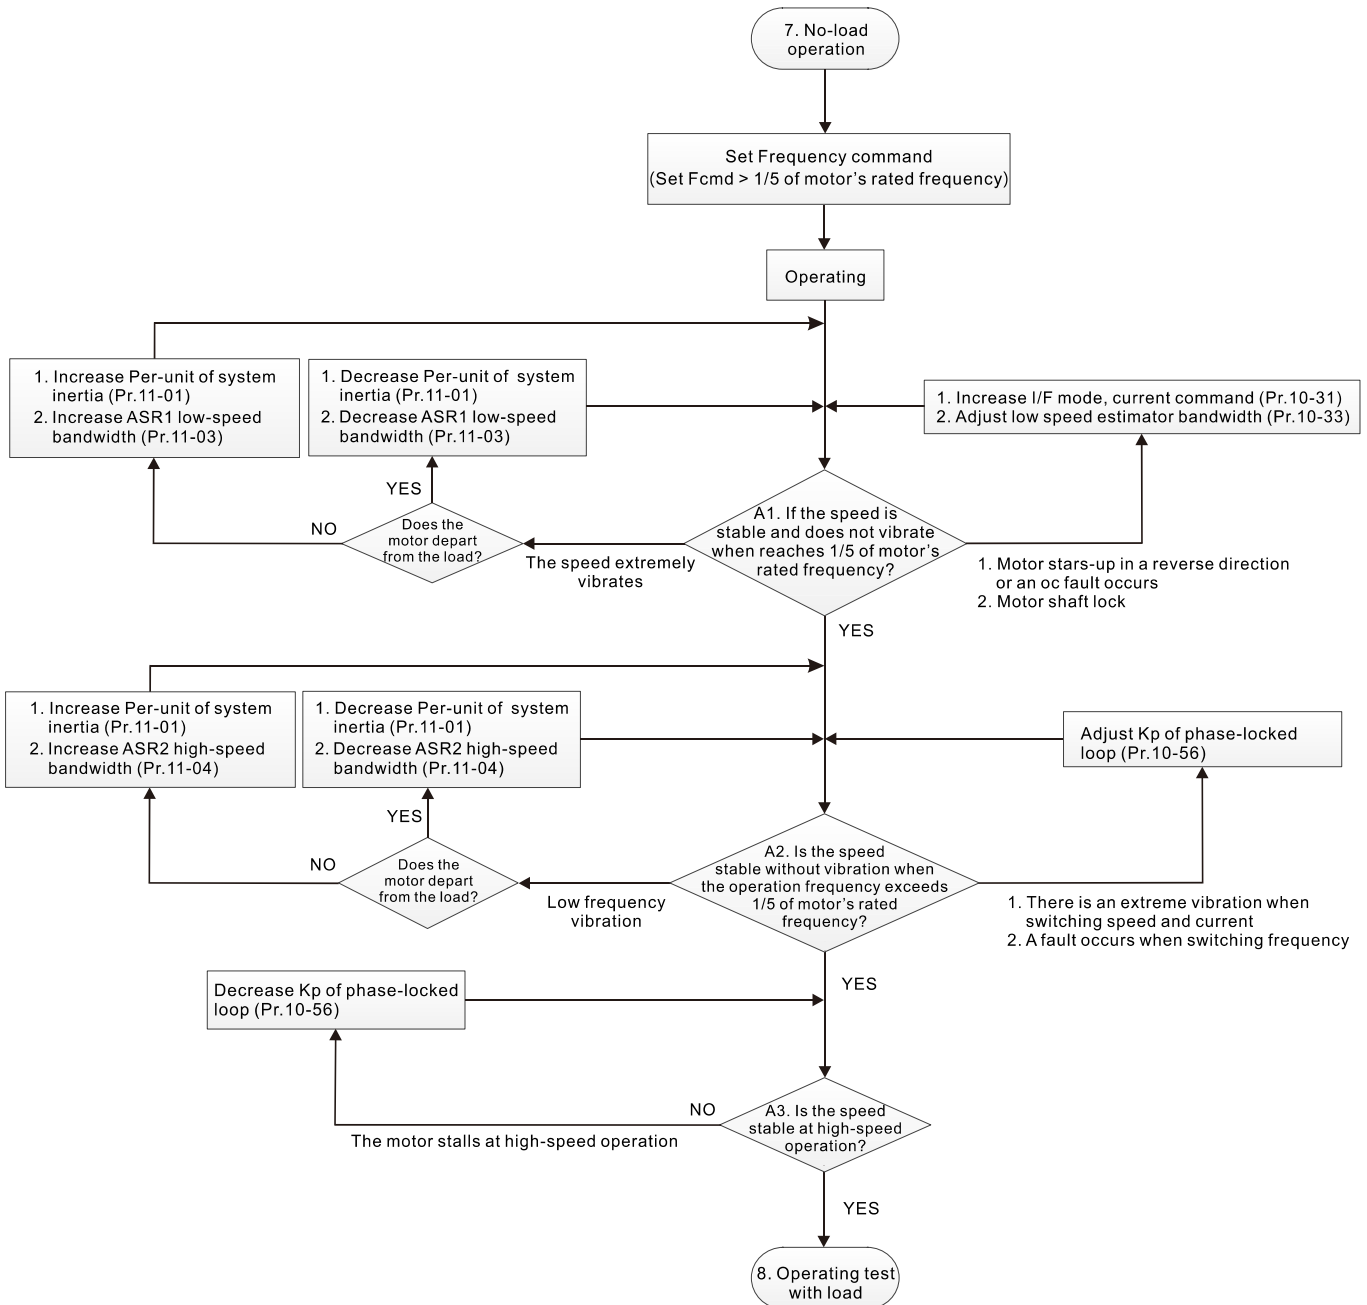 7. No-load
operation
Set Frequency command
(Set Fcmd > 1/5 of motor's rated frequency)
Operating
1. Increase Per-unit of system
inertia (Pr.11-01)
2. Increase ASR1 low-speed
bandwidth (Pr.11-03)
1. Decrease Per-unit of system
inertia (Pr.11-01)
2. Decrease ASR1 low-speed
bandwidth (Pr.11-03)
1. Increase I/F mode, current command (Pr.10-31)
2. Adjust low speed estimator bandwidth (Pr.10-33)
YES
NO
Does the
motor depart
from the load?
The speed extremely
vibrates
A1. If the speed is
stable and does not vibrate
when reaches 1/5 of motor's
rated frequency?
1. Motor stars-up in a reverse direction
or an oc fault occurs
2. Motor shaft lock
YES
1. Increase Per-unit of system
inertia (Pr.11-01)
2. Increase ASR2 high-speed
bandwidth (Pr.11-04)
1. Decrease Per-unit of system
inertia (Pr.11-01)
2. Decrease ASR2 high-speed
bandwidth (Pr.11-04)
Adjust Kp of phase-locked
loop (Pr.10-56)
YES
NO
Does the
motor depart
from the load?
Low frequency
vibration
A2. Is the speed
stable without vibration when
the operation frequency exceeds
1/5 of motor's rated
frequency?
1. There is an extreme vibration when
switching speed and current
2. A fault occurs when switching frequency
YES
Decrease Kp of phase-locked
loop (Pr.10-56)
NO
The motor stalls at high-speed operation
A3. Is the speed
stable at high-speed
operation?
YES
8. Operating test
with load